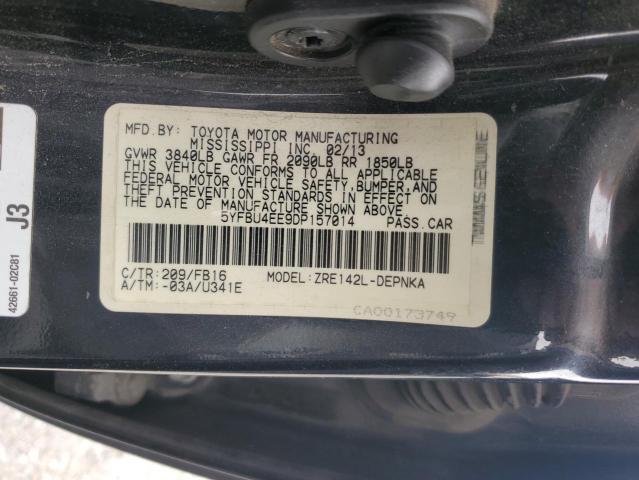 MFD.BY: TOYOTA MOTOR MANUFACTURING
MISSISSIPPI INC 02/13
GVWR 3840LB GAWR FR 2090LB RR 1850LB
THIS VEHICLE CONFORMS TO ALL APPLICABLE
FEDERAL MOTOR VEHICLE SAFETY, BUMPER, AND
THEFT PREVENTION STANDARDS IN EFFECT ON
THE DATE OF MANUFACTURE SHOWN ABOVE.
5YFBU4EE9DP157014 PASS.CAR
C/TR: 209/FB16 MODEL: ZRE142L-DEPNKA
A/TM: -03A/U341E
CA00173749
J3
42661-02C81